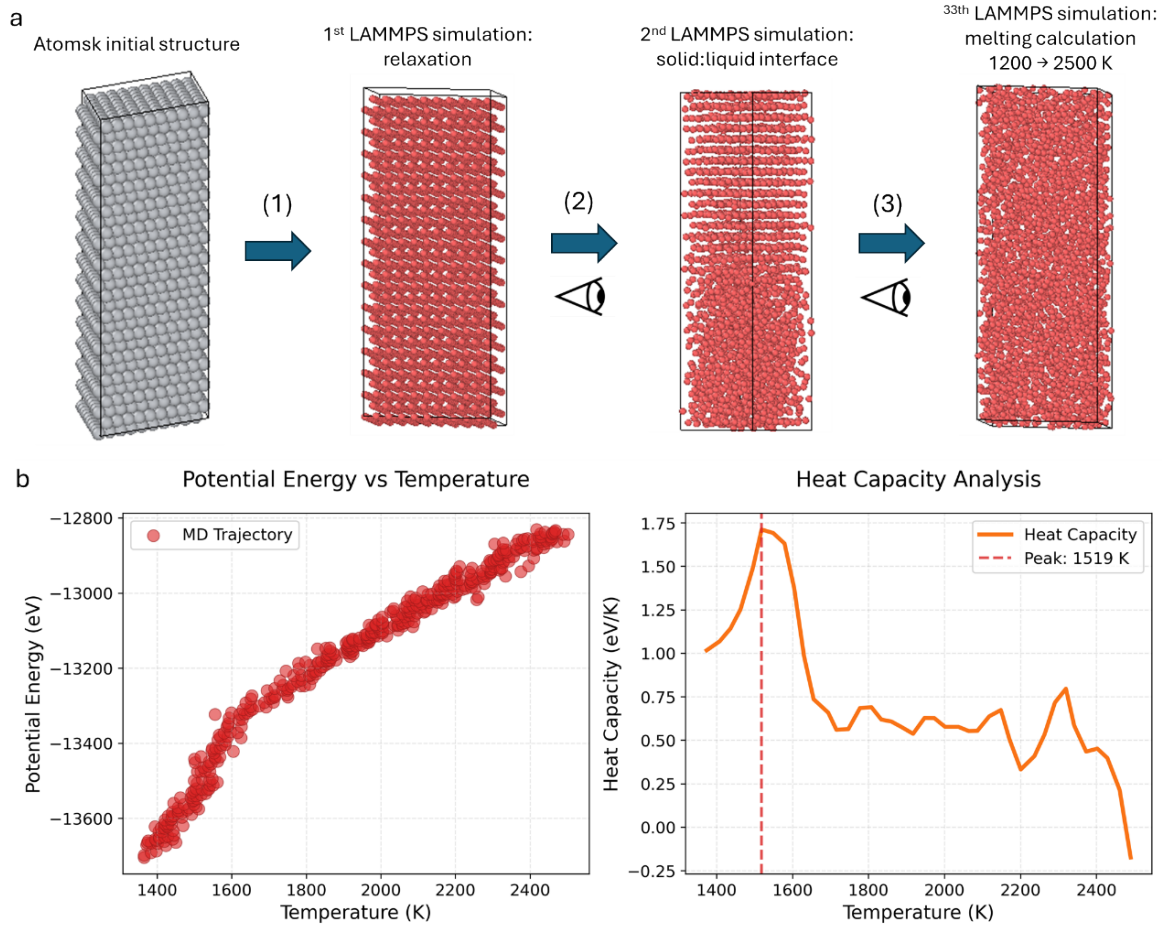 a
Atomsk initial structure
1st LAMMPS simulation:
relaxation
2nd LAMMPS simulation:
solid:liquid interface
33th LAMMPS simulation:
melting calculation
1200 → 2500 K
(1)
(2)
(3)
b
Potential Energy vs Temperature
MD Trajectory
Potential Energy (eV)
−12800
−13000
−13200
−13400
−13600
1400 1600 1800 2000 2200 2400
Temperature (K)
Heat Capacity Analysis
Heat Capacity
Peak: 1519 K
Heat Capacity (eV/K)
1.75
1.50
1.25
1.00
0.75
0.50
0.25
0.00
−0.25
1400 1600 1800 2000 2200 2400
Temperature (K)